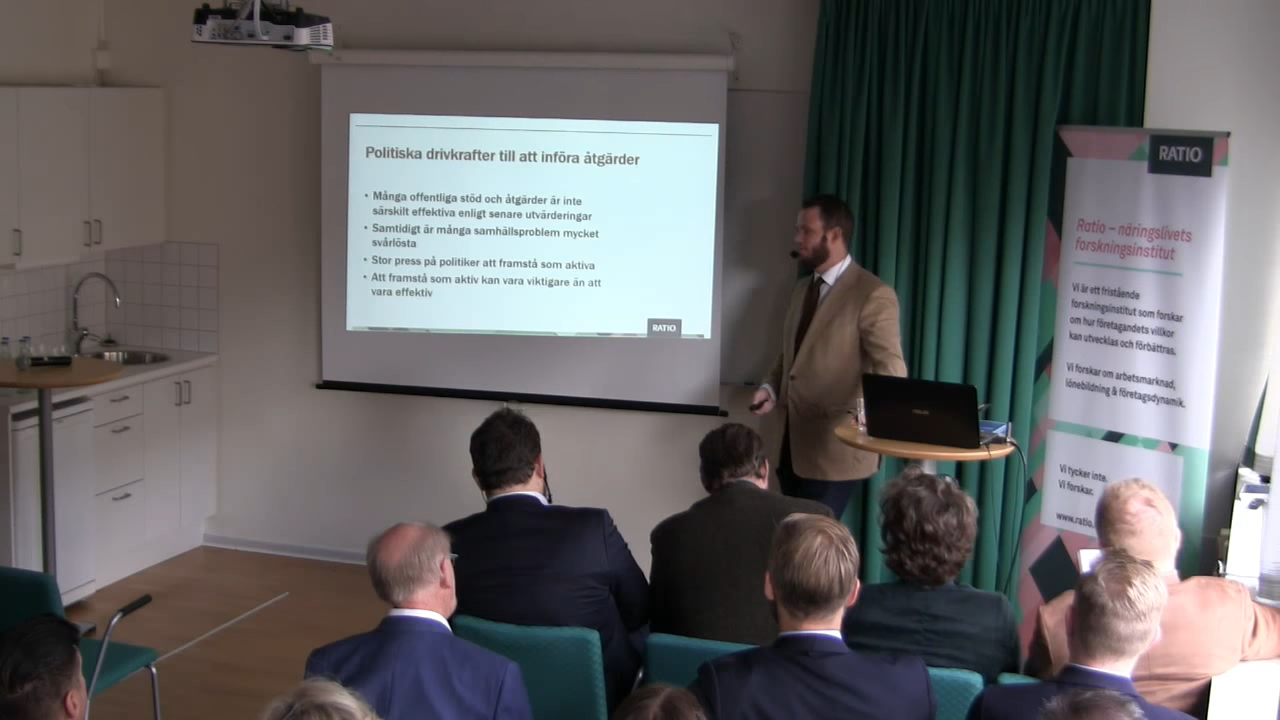 Politiska drivkrafter till att införa åtgärder
• Många offentliga stöd och åtgärder är inte
särskilt effektiva enligt senare utvärderingar
• Samtidigt är många samhällsproblem mycket
svårlösta
• Stor press på politiker att framstå som aktiva
• Att framstå som aktiv kan vara viktigare än att
vara effektiv
RATIO
RATIO
Ratio – näringslivets
forskningsinstitut
Vi är ett fristående
forskningsinstitut som forskar
om hur företagandets villkor
kan utvecklas och förbättras.
Vi forskar om arbetsmarknad,
lönebildning & företagsdynamik.
Vi tycker inte.
Vi forskar.
www.ratio.